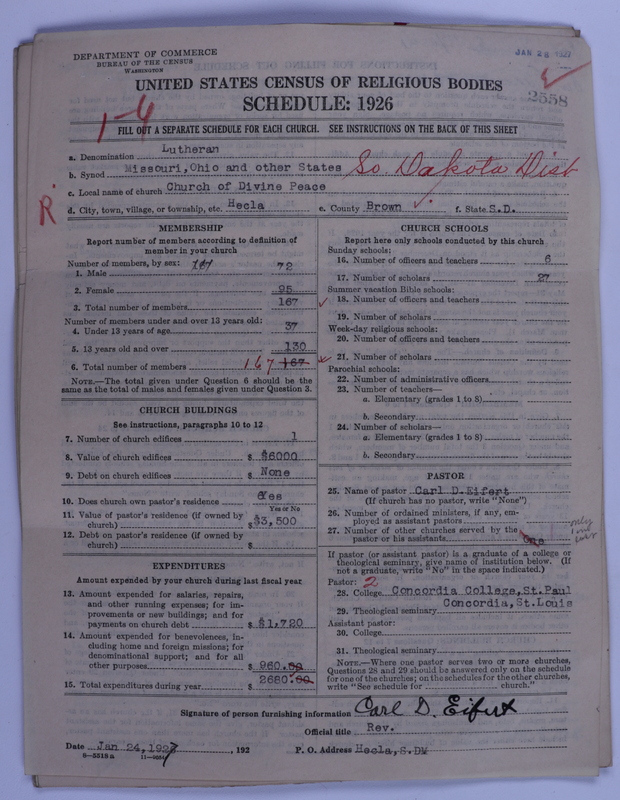 DEPARTMENT OF COMMERCE
BUREAU OF THE CENSUS
WASHINGTON
JAN 28 1927
UNITED STATES CENSUS OF RELIGIOUS BODIES
SCHEDULE: 1926
2558
1-6
FILL OUT A SEPARATE SCHEDULE FOR EACH CHURCH. SEE INSTRUCTIONS ON THE BACK OF THIS SHEET
a. Denomination Lutheran
b. Synod Missouri, Ohio and other States So. Dakota Dist
c. Local name of church Church of Divine Peace
R
d. City, town, village, or township, etc. Hecla e. County Brown f. State S.D.
MEMBERSHIP
Report number of members according to definition of
member in your church
Number of members, by sex: 167
1. Male 72
2. Female 95
3. Total number of members 167
Number of members under and over 13 years old:
4. Under 13 years of age 37
5. 13 years old and over 130
6. Total number of members 167 167
NOTE.—The total given under Question 6 should be the
same as the total of males and females given under Question 3.
CHURCH BUILDINGS
See instructions, paragraphs 10 to 12
7. Number of church edifices 1
8. Value of church edifices $ $6000
9. Debt on church edifices $ None
10. Does church own pastor's residence Yes
Yes or No
11. Value of pastor's residence (if owned by
church) $ $3,500
12. Debt on pastor's residence (if owned by
church) $
EXPENDITURES
Amount expended by your church during last fiscal year
13. Amount expended for salaries, repairs,
and other running expenses; for im-
provements or new buildings; and for
payments on church debt $ $1,720
14. Amount expended for benevolences, in-
cluding home and foreign missions; for
denominational support; and for all
other purposes $ 960.00
15. Total expenditures during year $ 2680.00
CHURCH SCHOOLS
Report here only schools conducted by this church
Sunday schools:
16. Number of officers and teachers 6
17. Number of scholars 27
Summer vacation Bible schools:
18. Number of officers and teachers
19. Number of scholars
Week-day religious schools:
20. Number of officers and teachers
21. Number of scholars
Parochial schools:
22. Number of administrative officers
23. Number of teachers—
a. Elementary (grades 1 to 8)
b. Secondary
24. Number of scholars—
a. Elementary (grades 1 to 8)
b. Secondary
PASTOR
25. Name of pastor Carl D. Eifert
(If church has no pastor, write "None")
26. Number of ordained ministers, if any, em-
ployed as assistant pastors
27. Number of other churches served by the
pastor or his assistants One
only
If pastor (or assistant pastor) is a graduate of a college or
theological seminary, give name of institution below. (If
not a graduate, write "No" in the space indicated.)
Pastor: 2
28. College Concordia College, St. Paul
29. Theological seminary Concordia, St. Louis
Assistant pastor:
30. College
31. Theological seminary
NOTE.—Where one pastor serves two or more churches,
Questions 28 and 29 should be answered only on the schedule
for one of the churches; on the schedules for the other churches,
write "See schedule for church."
Signature of person furnishing information Carl D. Eifert
Official title Rev.
Date Jan 24, 1927, 192 P. O. Address Hecla, S.D
8—5518 a